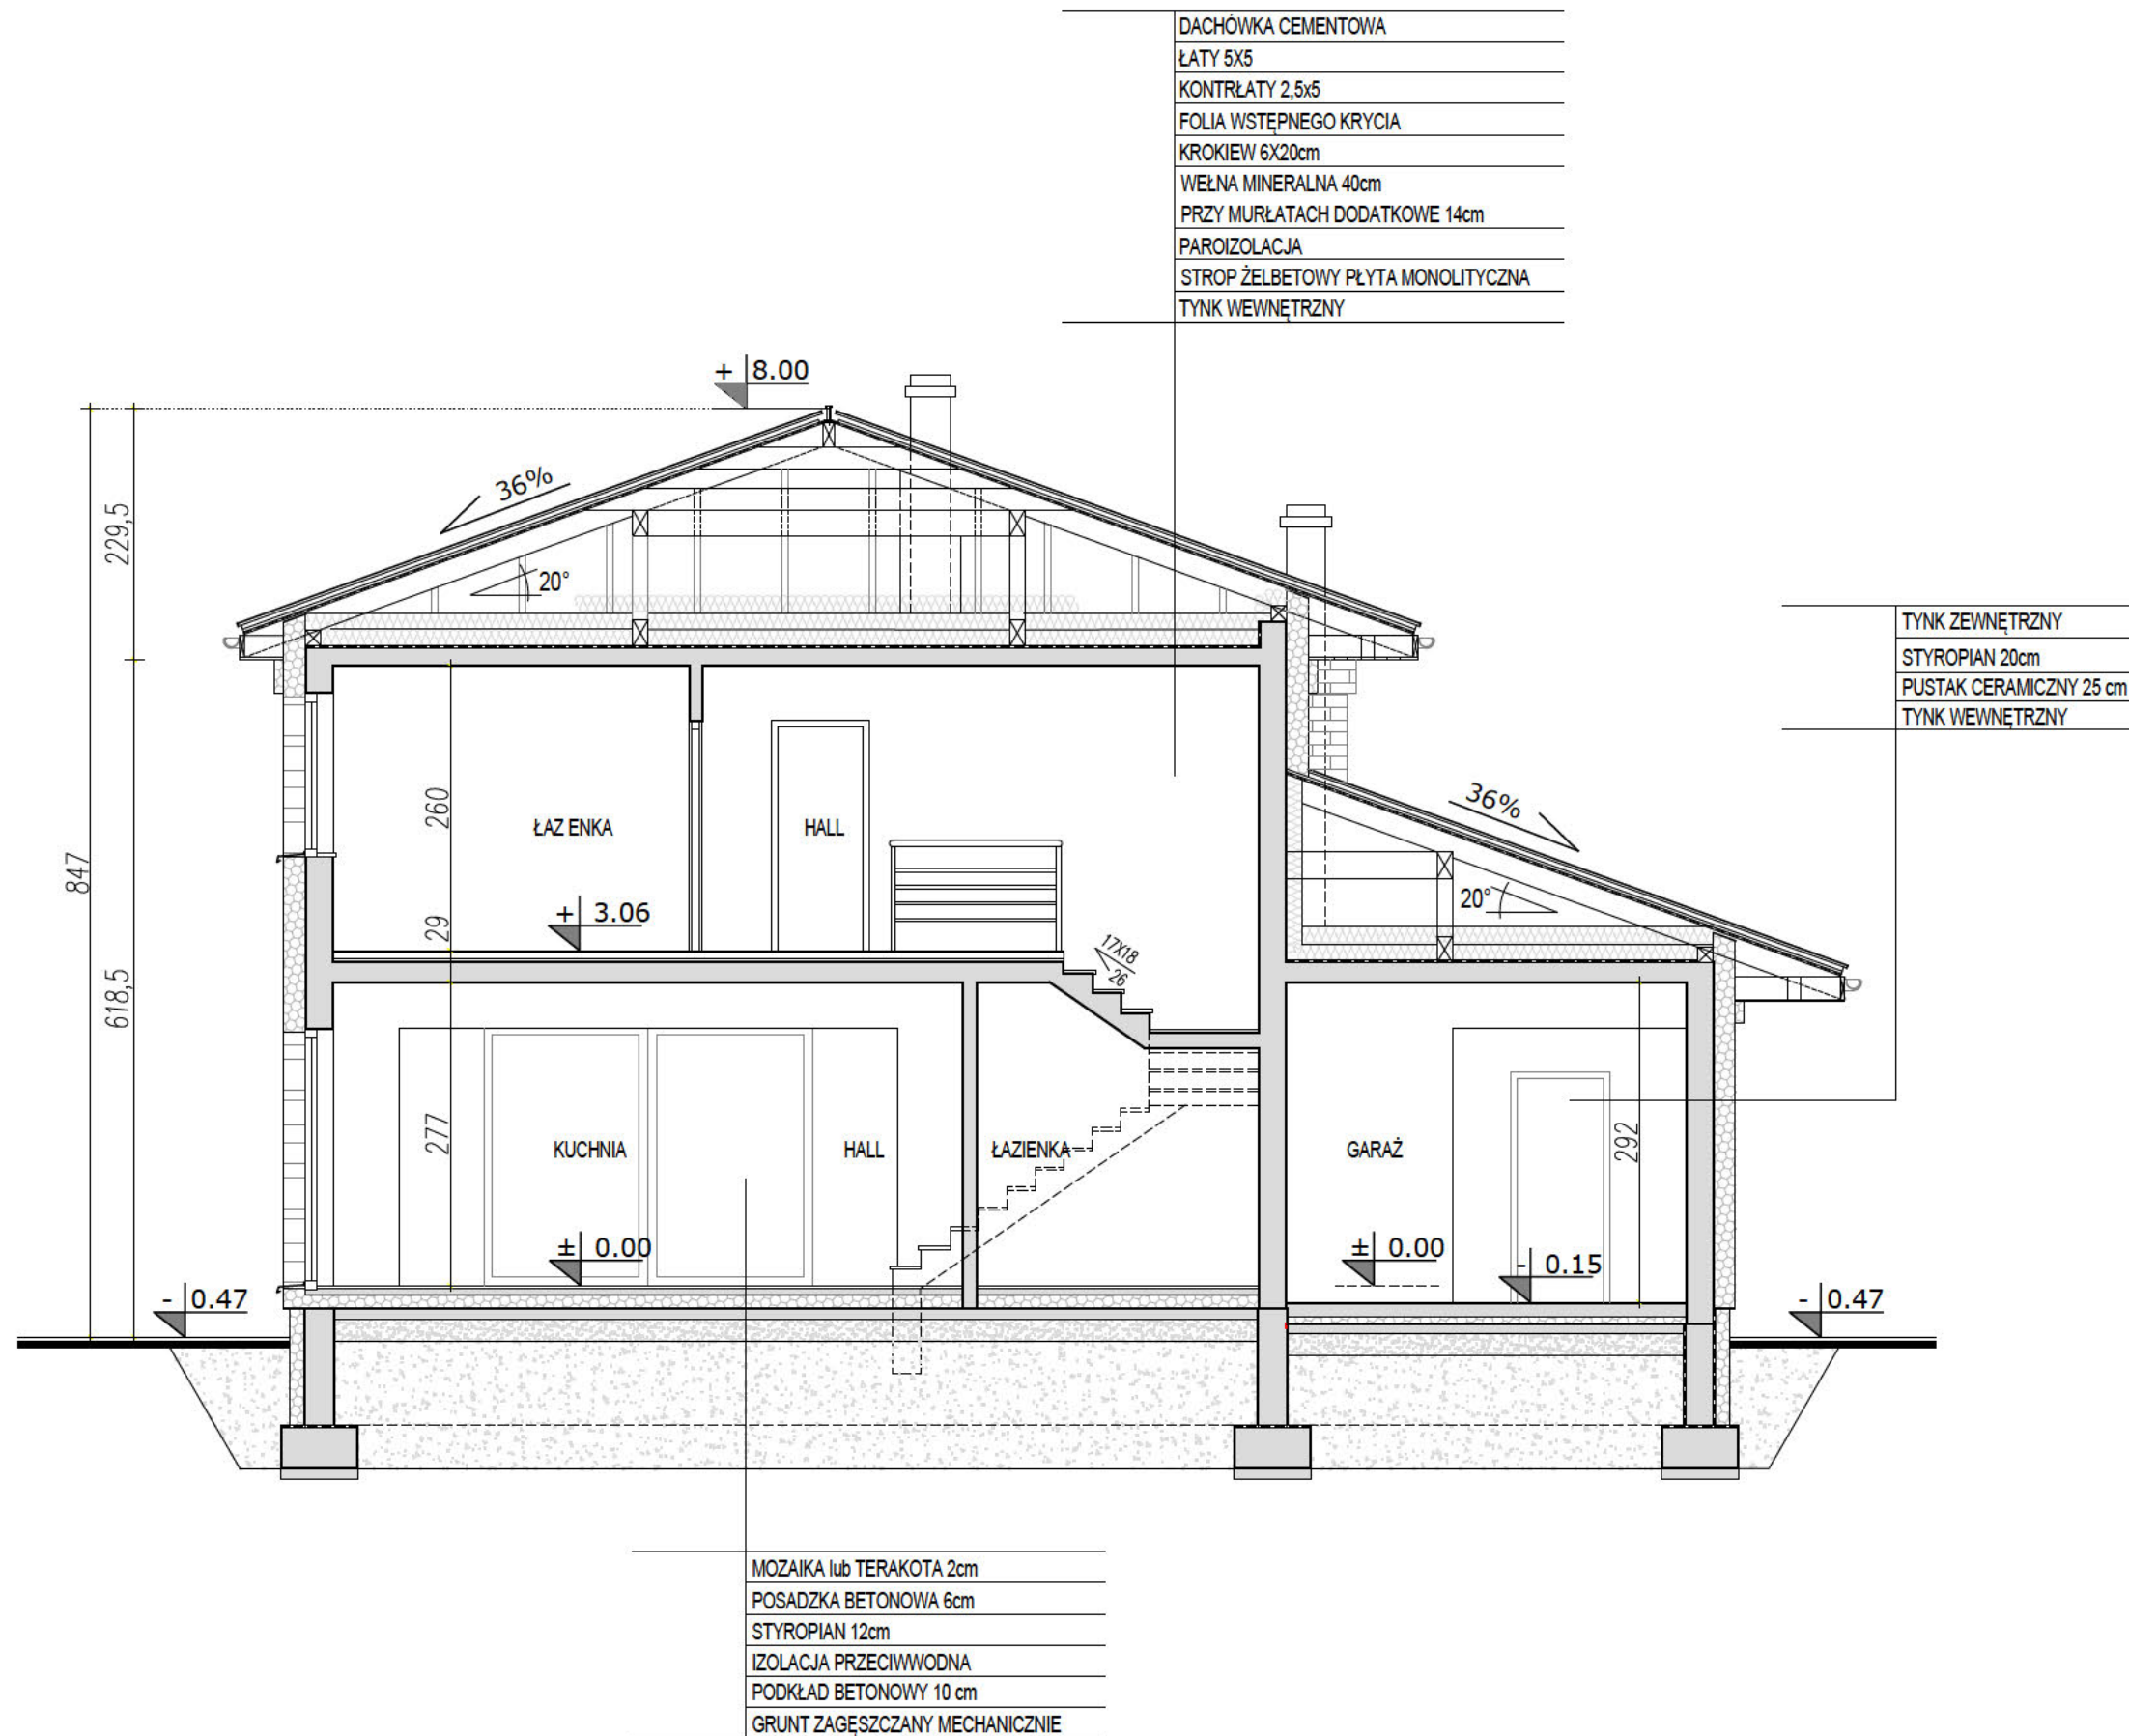 DACHÓWKA CEMENTOWA
ŁATY 5X5
KONTRŁATY 2,5x5
FOLIA WSTĘPNEGO KRYCIA
KROKIEW 6X20cm
WEŁNA MINERALNA 40cm
PRZY MURŁATACH DODATKOWE 14cm
PAROIZOLACJA
STROP ŻELBETOWY PŁYTA MONOLITYCZNA
TYNK WEWNĘTRZNY
+ 8.00
36%
229,5
20°
TYNK ZEWNĘTRZNY
STYROPIAN 20cm
PUSTAK CERAMICZNY 25 cm
TYNK WEWNĘTRZNY
36%
260
ŁAZ ENKA
HALL
847
20°
+ 3.06
29
17X18
26
618,5
277
KUCHNIA
HALL
ŁAZIENKA
GARAŻ
292
± 0.00
± 0.00
- 0.15
- 0.47
- 0.47
MOZAIKA lub TERAKOTA 2cm
POSADZKA BETONOWA 6cm
STYROPIAN 12cm
IZOLACJA PRZECIWWODNA
PODKŁAD BETONOWY 10 cm
GRUNT ZAGĘSZCZANY MECHANICZNIE